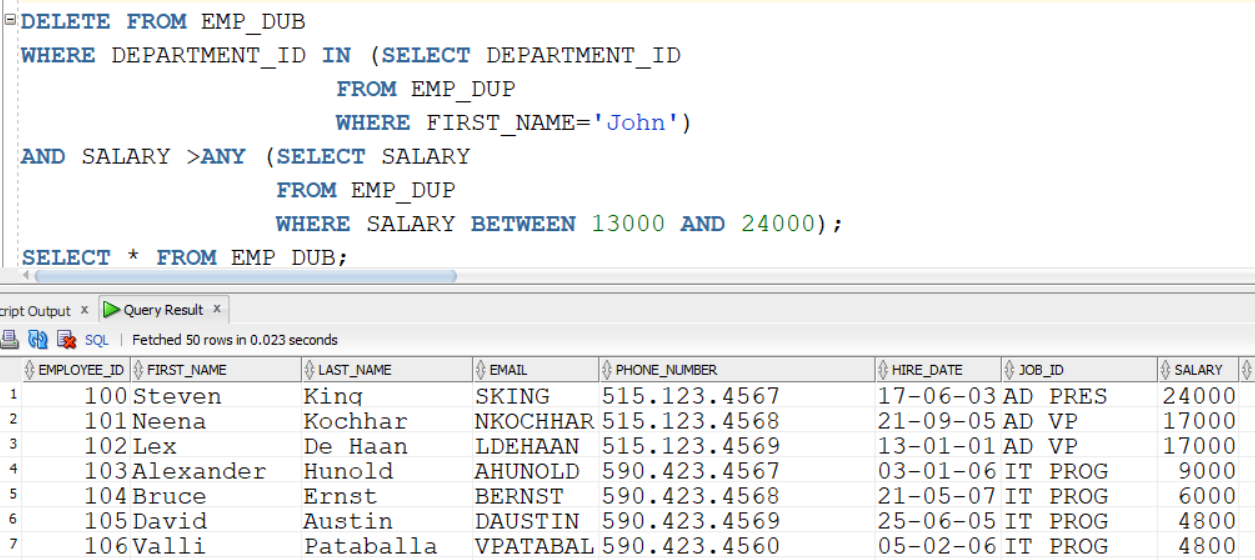 DELETE FROM EMP_DUB
WHERE DEPARTMENT_ID IN (SELECT DEPARTMENT_ID
FROM EMP_DUP
WHERE FIRST_NAME='John')
AND SALARY >ANY (SELECT SALARY
FROM EMP_DUP
WHERE SALARY BETWEEN 13000 AND 24000);
SELECT * FROM EMP_DUB;
cript Output x Query Result x
SQL | Fetched 50 rows in 0.023 seconds
EMPLOYEE_ID FIRST_NAME LAST_NAME EMAIL PHONE_NUMBER HIRE_DATE JOB_ID SALARY
1 100 Steven King SKING 515.123.4567 17-06-03 AD_PRES 24000
2 101 Neena Kochhar NKOCHHAR 515.123.4568 21-09-05 AD_VP 17000
3 102 Lex De Haan LDEHAAN 515.123.4569 13-01-01 AD_VP 17000
4 103 Alexander Hunold AHUNOLD 590.423.4567 03-01-06 IT_PROG 9000
5 104 Bruce Ernst BERNST 590.423.4568 21-05-07 IT_PROG 6000
6 105 David Austin DAUSTIN 590.423.4569 25-06-05 IT_PROG 4800
7 106 Valli Pataballa VPATABAL 590.423.4560 05-02-06 IT_PROG 4800